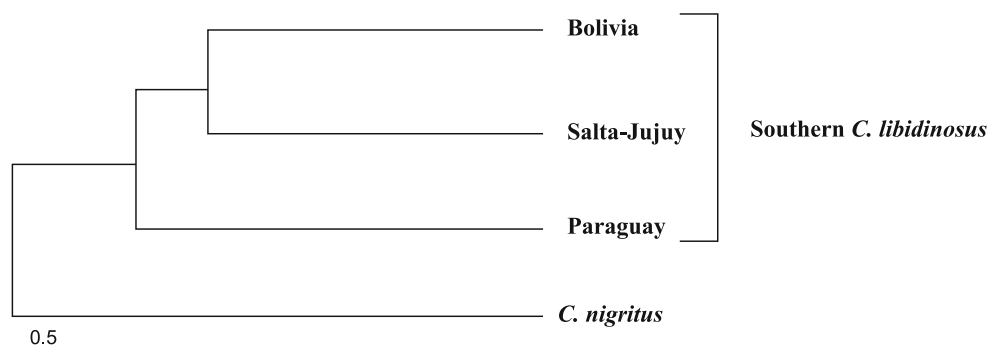 Bolivia
Salta-Jujuy
Southern C. libidinosus
Paraguay
C. nigritus
0.5